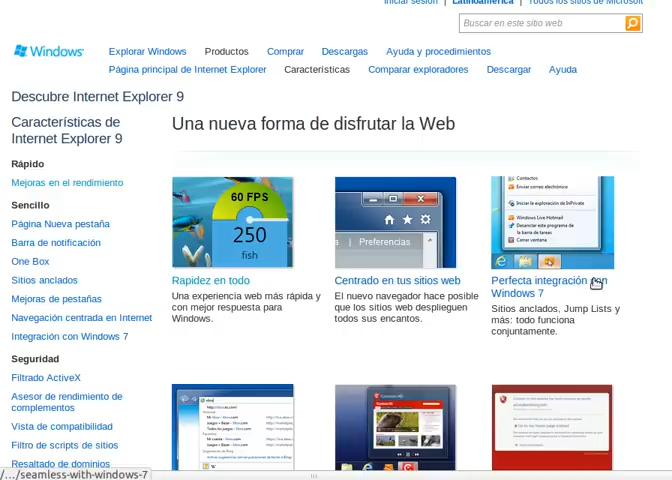 Iniciar sesión | Latinoamérica | Todos los sitios de Microsoft
Buscar en este sitio web
Windows
Explorar Windows Productos Comprar Descargas Ayuda y procedimientos
Página principal de Internet Explorer Características Comparar exploradores Descargar Ayuda
Descubre Internet Explorer 9
Características de
Internet Explorer 9
Rápido
Mejoras en el rendimiento
Sencillo
Página Nueva pestaña
Barra de notificación
One Box
Sitios anclados
Mejoras de pestañas
Navegación centrada en Internet
Integración con Windows 7
Seguridad
Filtrado ActiveX
Asesor de rendimiento de
complementos
Vista de compatibilidad
Filtro de scripts de sitios
Resaltado de dominios
/.../seamless-with-windows-7
Una nueva forma de disfrutar la Web
60 FPS
250
fish
Rapidez en todo
Una experiencia web más rápida y
con mejor respuesta para
Windows.
Preferencias
Centrado en tus sitios web
El nuevo navegador hace posible
que los sitios web desplieguen
todos sus encantos.
Contactos
Enviar correo electrónico
Iniciar la exploración de InPrivate
Windows Live Hotmail
Desanclar este programa de
la barra de tareas
Cerrar ventana
Perfecta integración con
Windows 7
Sitios anclados, Jump Lists y
más: todo funciona
conjuntamente.